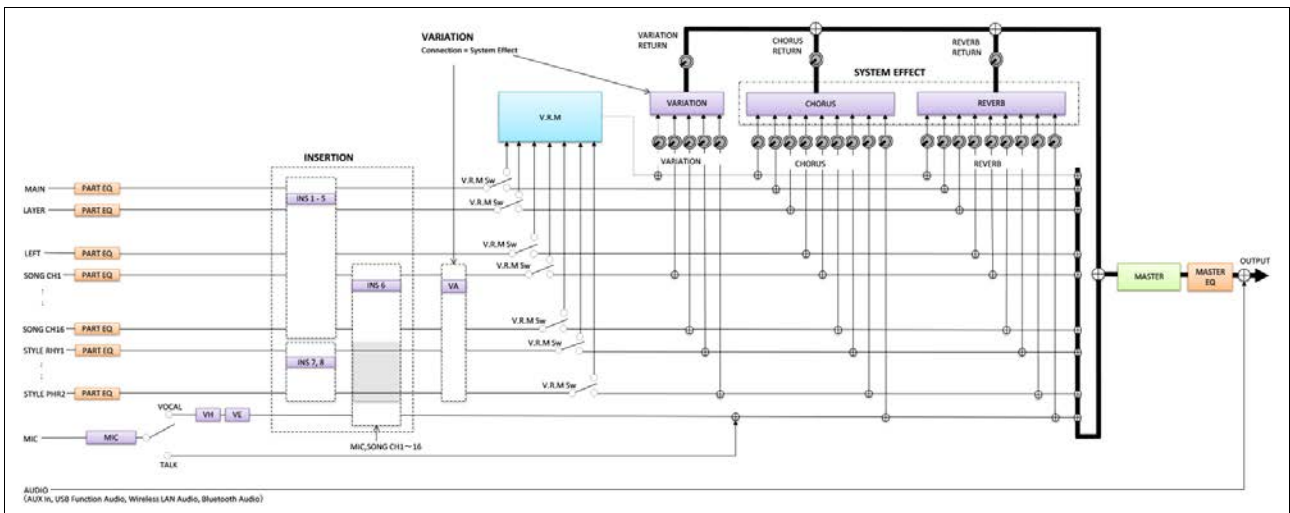 VARIATION
Connection = System Effect
VARIATION
RETURN
CHORUS
RETURN
REVERB
RETURN
SYSTEM EFFECT
V.R.M
VARIATION
CHORUS
REVERB
VARIATION
CHORUS
REVERB
INSERTION
MAIN
PART EQ
INS 1 - 5
V.R.M Sw
LAYER
PART EQ
V.R.M Sw
LEFT
PART EQ
V.R.M Sw
SONG CH1
PART EQ
INS 6
VA
V.R.M Sw
OUTPUT
MASTER
MASTER
EQ
SONG CH16
PART EQ
V.R.M Sw
STYLE RHY1
PART EQ
INS 7, 8
V.R.M Sw
STYLE PHR2
PART EQ
V.R.M Sw
VOCAL
VH
VE
MIC
MIC
MIC,SONG CH1～16
TALK
AUDIO
(AUX In, USB Function Audio, Wireless LAN Audio, Bluetooth Audio)